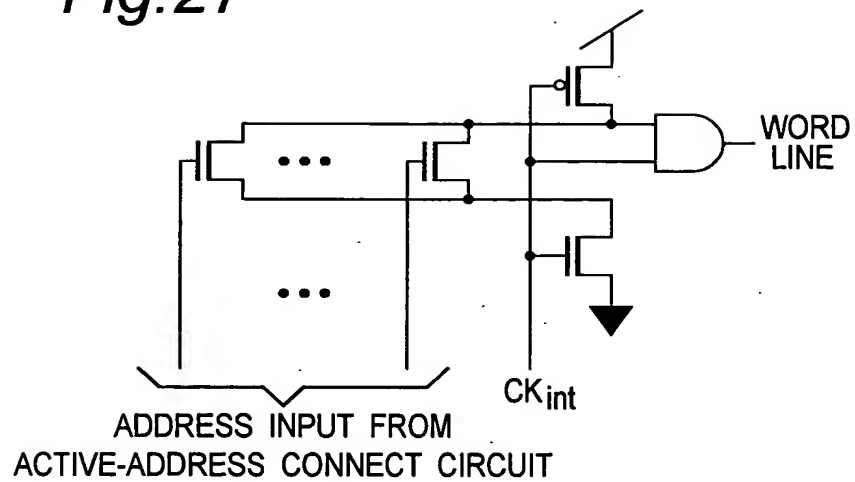 Fig.27
WORD
LINE
CKint
ADDRESS INPUT FROM
ACTIVE-ADDRESS CONNECT CIRCUIT